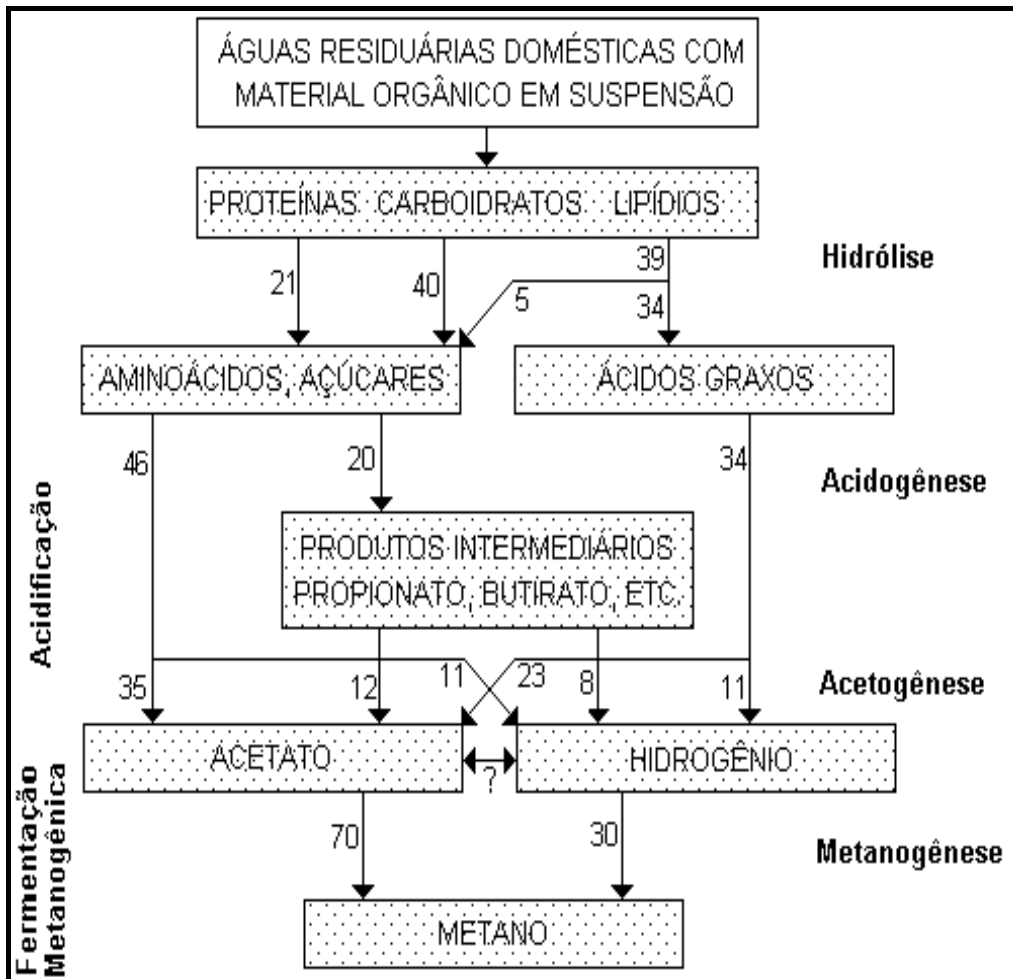 ÁGUAS RESIDUÁRIAS DOMÉSTICAS COM
MATERIAL ORGÂNICO EM SUSPENSÃO
PROTEÍNAS CARBOIDRATOS LIPÍDIOS
Hidrólise
21
40
39
5
34
AMINOÁCIDOS, AÇÚCARES
ÁCIDOS GRAXOS
46
20
34
Acidogênese
Acidificação
PRODUTOS INTERMEDIÁRIOS
PROPIONATO, BUTIRATO, ETC.
35
12
11
23
8
11
Acetogênese
ACETATO
?
HIDROGÊNIO
Fermentação
Metanogênica
70
30
Metanogênese
METANO